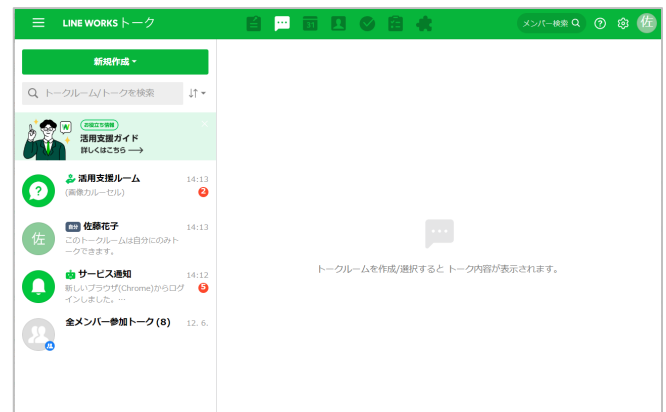 LINE WORKS トーク
31
メンバー検索
佐
新規作成
トークルーム/トークを検索
お役立ち情報
活用支援ガイド
詳しくはこちら
活用支援ルーム 14:13
(画像カルーセル) 2
佐
自分 佐藤花子 14:13
このトークルームは自分にのみト
ークできます。
サービス通知 14:12
新しいブラウザ(Chrome)からログ 5
インしました。…
全メンバー参加トーク (8) 12. 6.
トークルームを作成/選択すると トーク内容が表示されます。